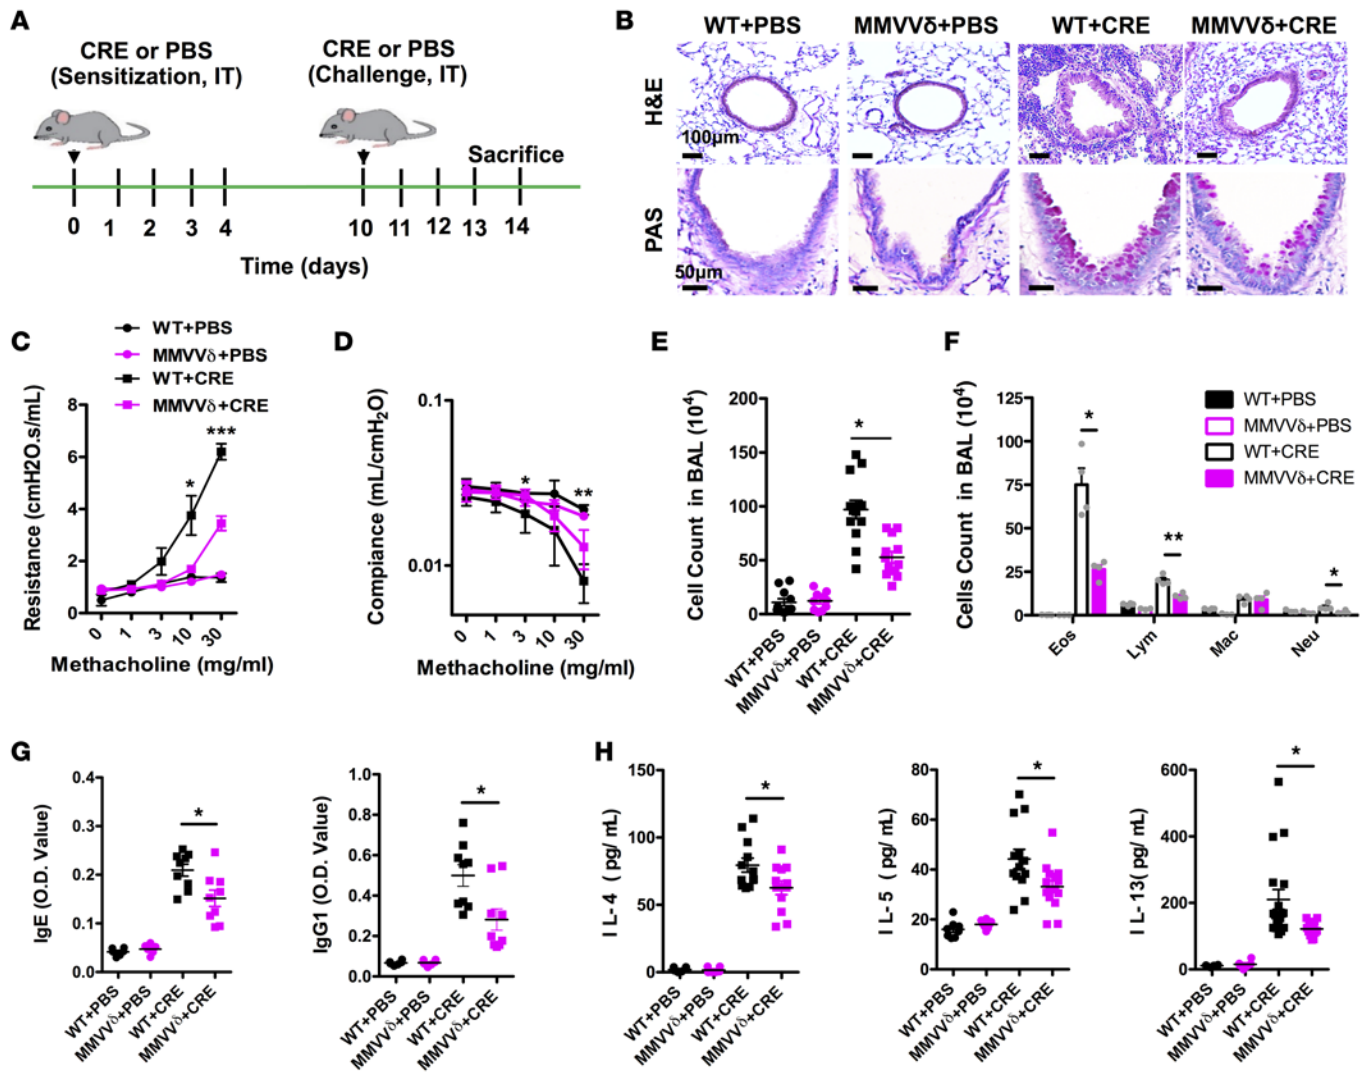 A
CRE or PBS
(Sensitization, IT)
CRE or PBS
(Challenge, IT)
Sacrifice
0 1 2 3 4 10 11 12 13 14
Time (days)
B
WT+PBS MMVVδ+PBS WT+CRE MMVVδ+CRE
H&E
100µm
PAS
50µm
C
WT+PBS
MMVVδ+PBS
WT+CRE
MMVVδ+CRE
Resistance (cmH2O.s/mL)
8
6
4
2
0
*
***
0 1 3 10 30
Methacholine (mg/ml)
D
Compiance (mL/cmH2O)
0.1
0.01
*
**
0 1 3 10 30
Methacholine (mg/ml)
E
Cell Count in BAL (10⁴)
200
150
100
50
0
*
WT+PBS
MMVVδ+PBS
WT+CRE
MMVVδ+CRE
F
Cells Count in BAL (10⁴)
125
100
75
50
25
0
*
**
*
Eos Lym Mac Neu
WT+PBS
MMVVδ+PBS
WT+CRE
MMVVδ+CRE
G
IgE (O.D. Value)
0.4
0.3
0.2
0.1
0.0
*
WT+PBS
MMVVδ+PBS
WT+CRE
MMVVδ+CRE
IgG1 (O.D. Value)
1.0
0.8
0.6
0.4
0.2
0.0
*
WT+PBS
MMVVδ+PBS
WT+CRE
MMVVδ+CRE
H
IL-4 (pg/mL)
150
100
50
0
*
WT+PBS
MMVVδ+PBS
WT+CRE
MMVVδ+CRE
IL-5 (pg/mL)
80
60
40
20
0
*
WT+PBS
MMVVδ+PBS
WT+CRE
MMVVδ+CRE
IL-13(pg/mL)
600
400
200
0
*
WT+PBS
MMVVδ+PBS
WT+CRE
MMVVδ+CRE